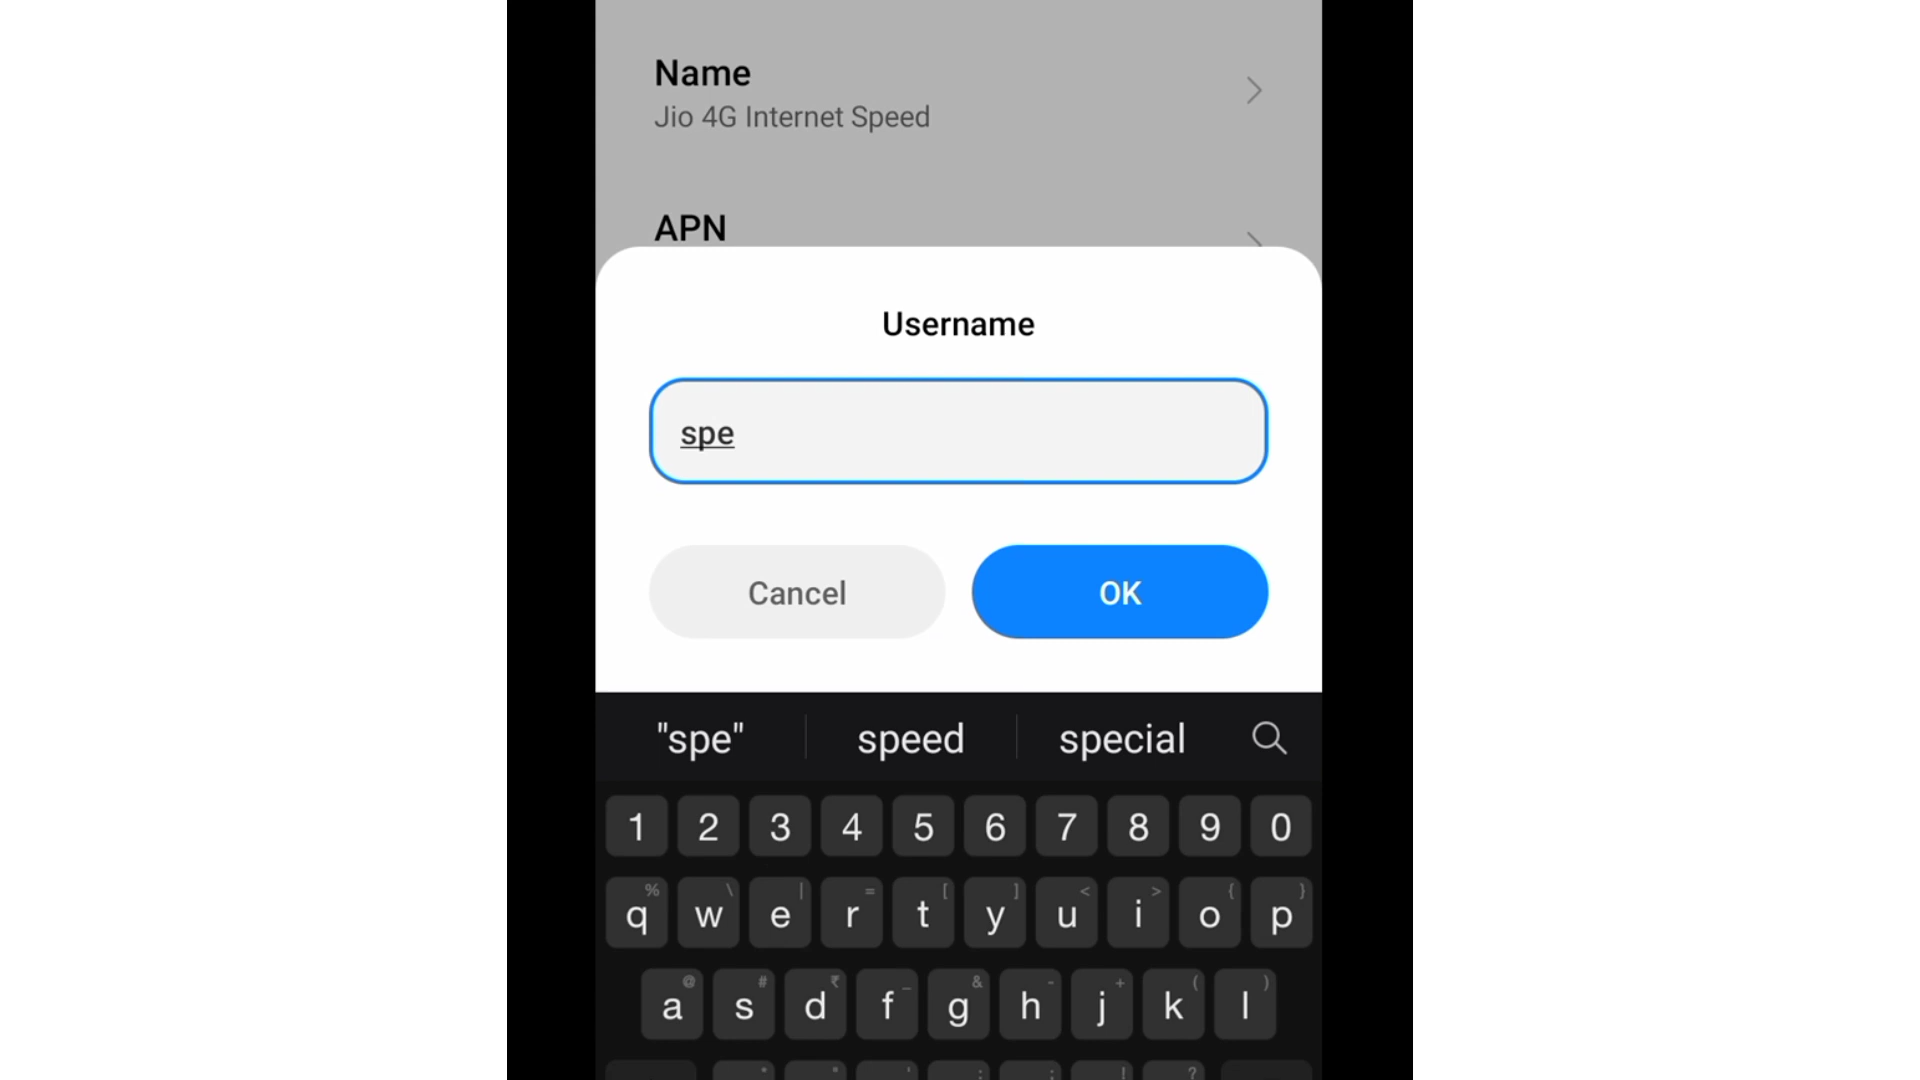 Name
Jio 4G Internet Speed
APN
Username
spe
Cancel OK
"spe" speed special
1 2 3 4 5 6 7 8 9 0
% \ | = [ ] < > { }
q w e r t y u i o p
@ # ₹ _ & - + ( )
a s d f g h j k l
* " ' : ; ! ?